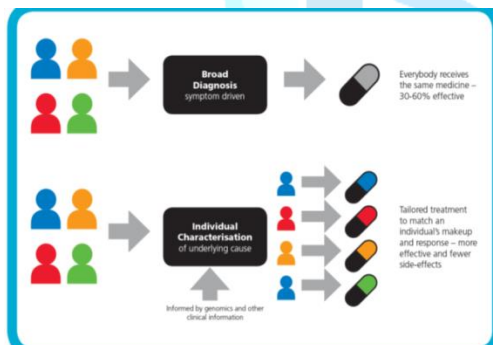 Broad
Diagnosis
symptom driven
Everybody receives
the same medicine –
30-60% effective
Individual
Characterisation
of underlying cause
Tailored treatment
to match an
individual's makeup
and response – more
effective and fewer
side-effects
Informed by genomics and other
clinical information